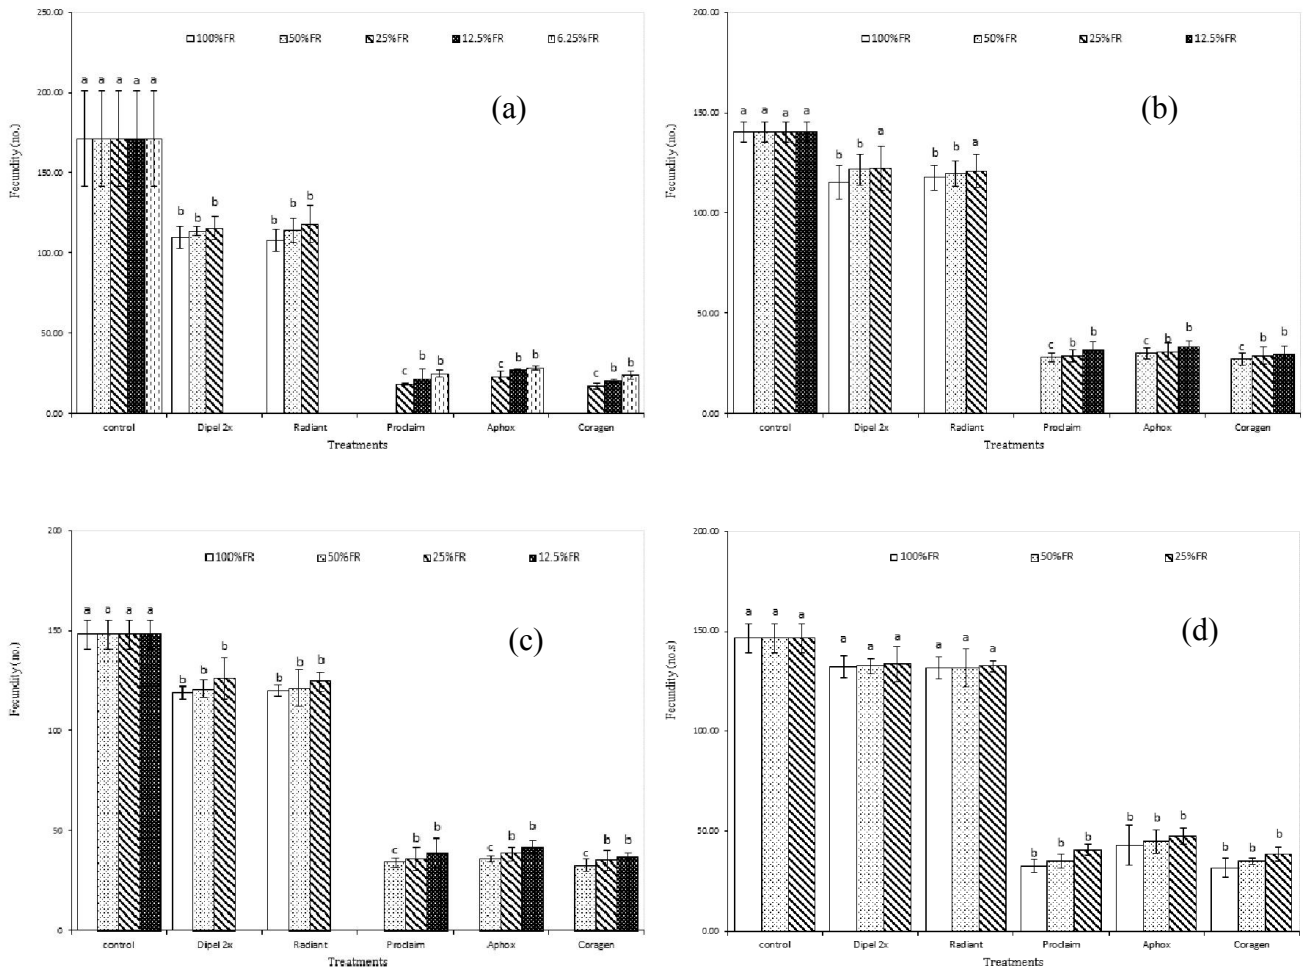 250.00
200.00
150.00
100.00
50.00
0.00
Fecundity (no.)
100%FR 50%FR 25%FR 12.5%FR 6.25%FR
(a)
a a a a a
b b b
b b b
c b b
c b b
c b b
control Dipel 2x Radiant Proclaim Aphox Coragen
Treatments
200.00
150.00
100.00
50.00
0.00
Fecundity (no.)
100%FR 50%FR 25%FR 12.5%FR
(b)
a a a a
b b a
b b a
c b b
c b b
c b b
control Dipel 2x Radiant Proclaim Aphox Coragen
Treatments
200
150
100
50
0
Fecundity (no.)
100%FR 50%FR 25%FR 12.5%FR
(c)
a a a
b b b
b b b
c b b
c b b
c b b
control Dipel 2x Radiant Proclaim Aphox Coragen
Treatments
200.00
150.00
100.00
50.00
0.00
Fecundity (no.s)
100%FR 50%FR 25%FR
(d)
a a a
a a a
a a a
b b b
b b b
b b b
control Dipel 2x Radiant Proclaim Aphox Coragen
Treatments